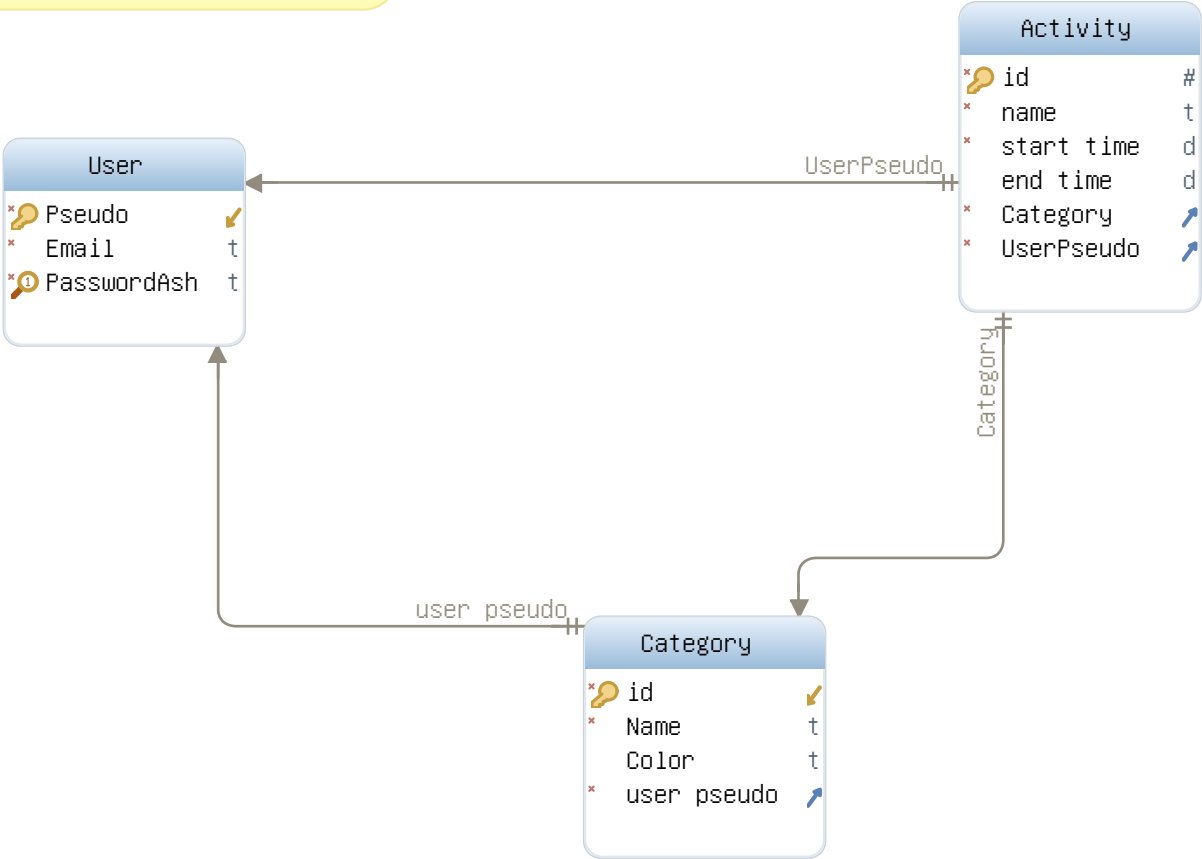 Activity
id #
name t
start time d
end time d
Category
UserPseudo
UserPseudo
User
Pseudo
Email t
1 PasswordAsh t
Category
user pseudo
Category
id
Name t
Color t
user pseudo